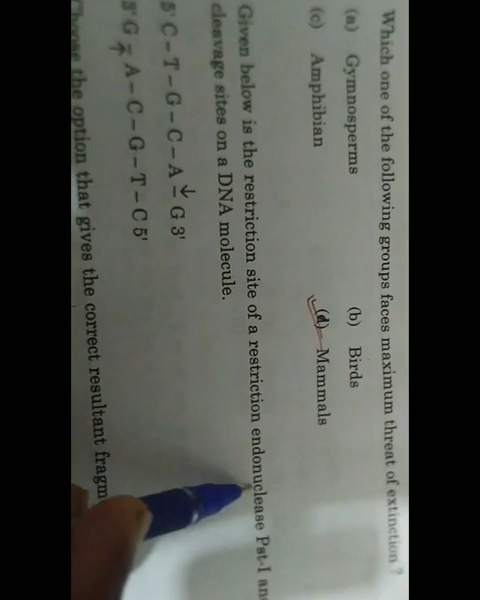 Which one of the following groups faces maximum threat of extinction ?
(a) Gymnosperms (b) Birds
(c) Amphibian (d) Mammals
Given below is the restriction site of a restriction endonuclease Pst-I and
cleavage sites on a DNA molecule.
5' C – T – G – C – A ↓ – G 3'
3' G ↑ – A – C – G – T – C 5'
Choose the option that gives the correct resultant